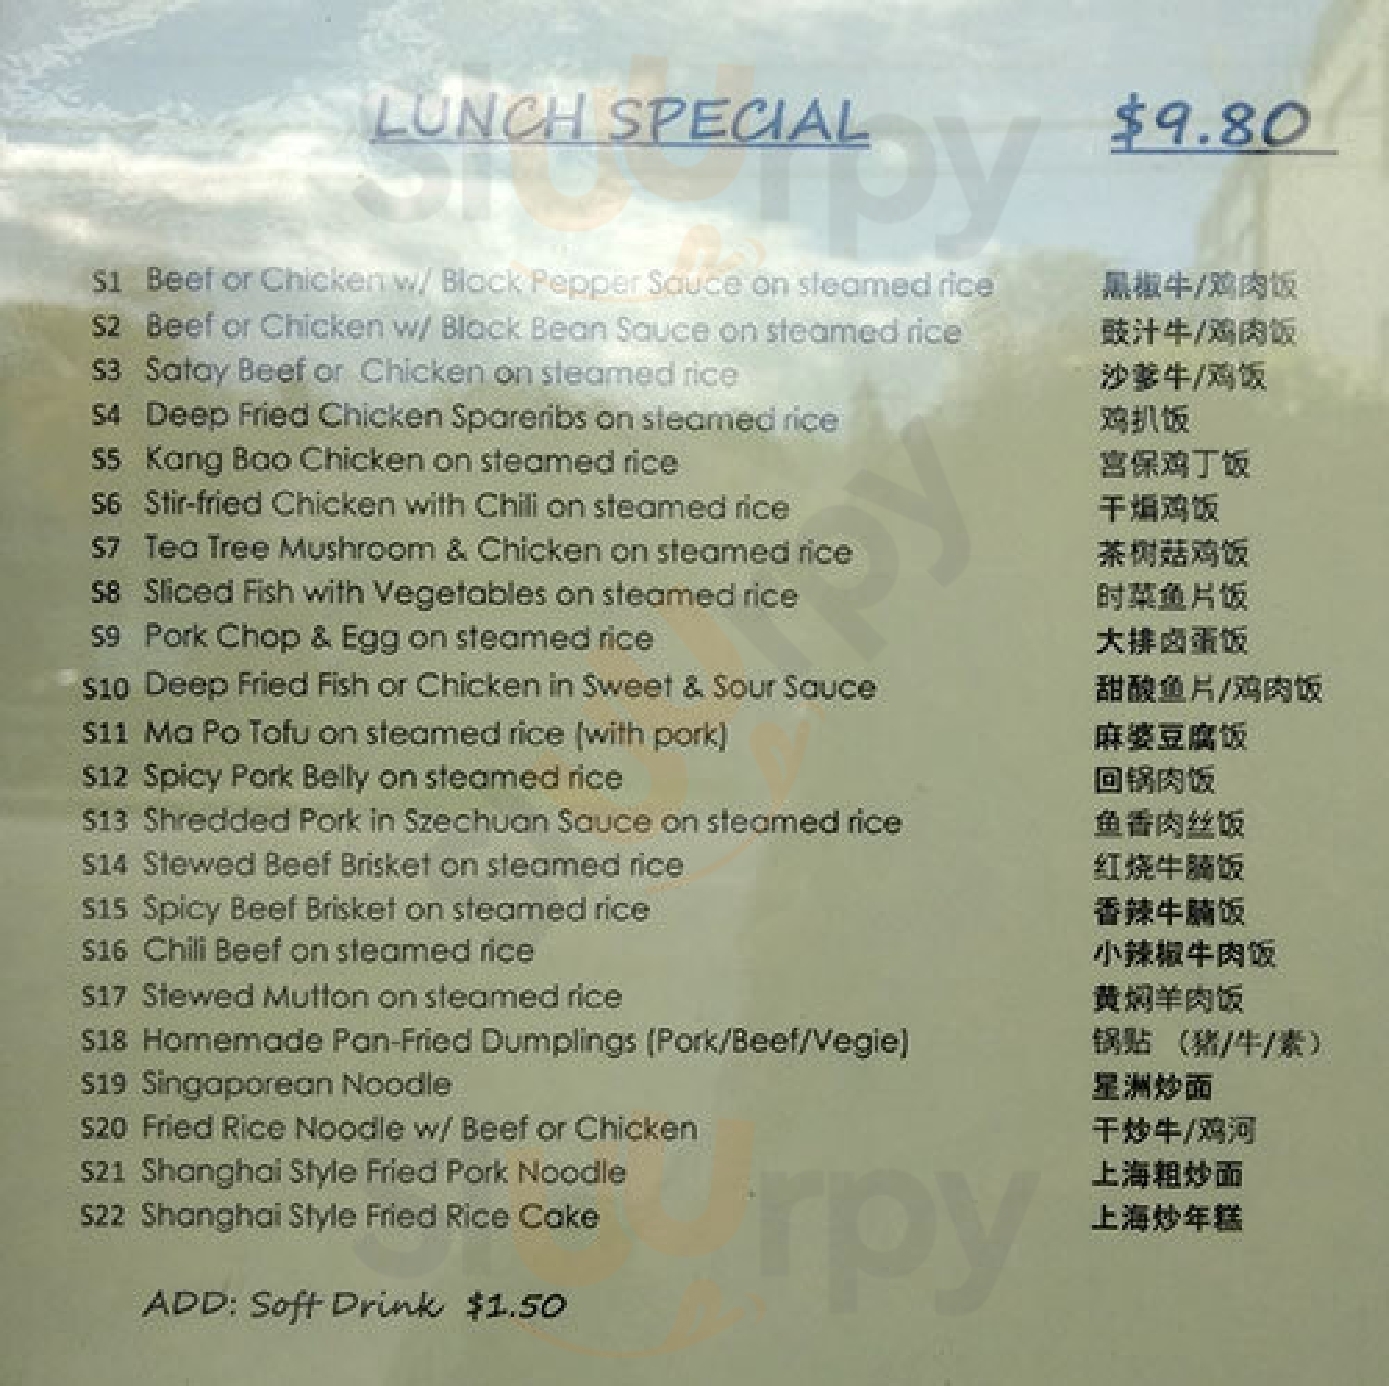 LUNCH SPECIAL $9.80
S1 Beef or Chicken w/ Black Pepper Sauce on steamed rice 黑椒牛/鸡肉饭
S2 Beef or Chicken w/ Black Bean Sauce on steamed rice 豉汁牛/鸡肉饭
S3 Satay Beef or Chicken on steamed rice 沙爹牛/鸡饭
S4 Deep Fried Chicken Spareribs on steamed rice 鸡扒饭
S5 Kang Bao Chicken on steamed rice 宫保鸡丁饭
S6 Stir-fried Chicken with Chili on steamed rice 干煸鸡饭
S7 Tea Tree Mushroom & Chicken on steamed rice 茶树菇鸡饭
S8 Sliced Fish with Vegetables on steamed rice 时菜鱼片饭
S9 Pork Chop & Egg on steamed rice 大排卤蛋饭
S10 Deep Fried Fish or Chicken in Sweet & Sour Sauce 甜酸鱼片/鸡肉饭
S11 Ma Po Tofu on steamed rice (with pork) 麻婆豆腐饭
S12 Spicy Pork Belly on steamed rice 回锅肉饭
S13 Shredded Pork in Szechuan Sauce on steamed rice 鱼香肉丝饭
S14 Stewed Beef Brisket on steamed rice 红烧牛腩饭
S15 Spicy Beef Brisket on steamed rice 香辣牛腩饭
S16 Chili Beef on steamed rice 小辣椒牛肉饭
S17 Stewed Mutton on steamed rice 黄焖羊肉饭
S18 Homemade Pan-Fried Dumplings (Pork/Beef/Vegie) 锅贴 （猪/牛/素）
S19 Singaporean Noodle 星洲炒面
S20 Fried Rice Noodle w/ Beef or Chicken 干炒牛/鸡河
S21 Shanghai Style Fried Pork Noodle 上海粗炒面
S22 Shanghai Style Fried Rice Cake 上海炒年糕
ADD: Soft Drink $1.50
sluurpy
sluurpy
sluurpy